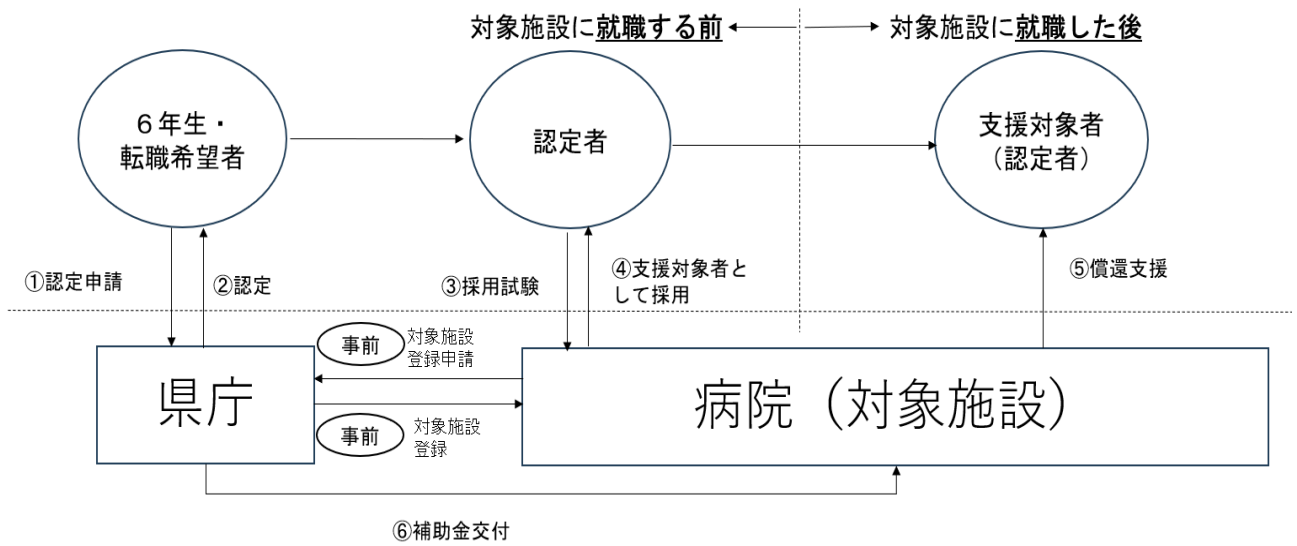 対象施設に就職する前
対象施設に就職した後
６年生・
転職希望者
認定者
支援対象者
（認定者）
①認定申請
②認定
③採用試験
④支援対象者と
して採用
⑤償還支援
事前
対象施設
登録申請
県庁
病院（対象施設）
事前
対象施設
登録
⑥補助金交付